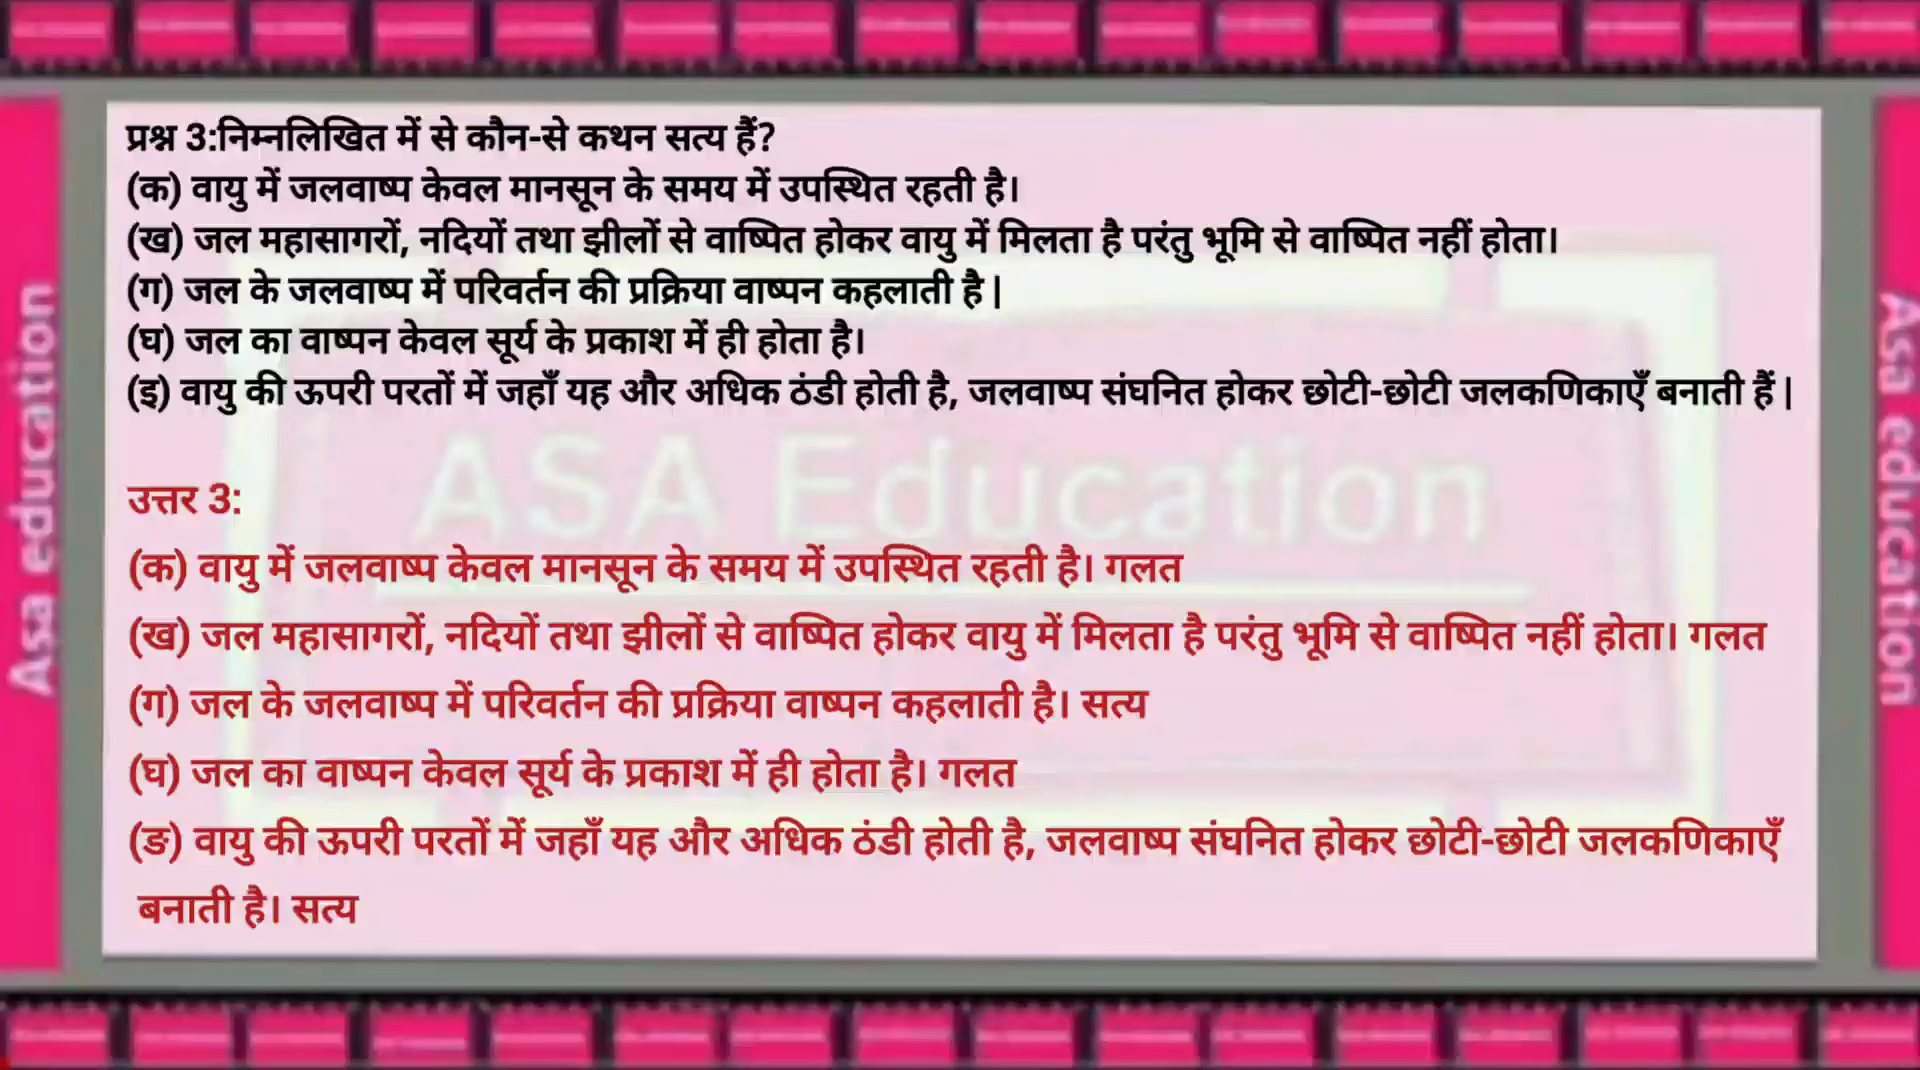 प्रश्न 3:निम्नलिखित में से कौन-से कथन सत्य हैं?
(क) वायु में जलवाष्प केवल मानसून के समय में उपस्थित रहती है।
(ख) जल महासागरों, नदियों तथा झीलों से वाष्पित होकर वायु में मिलता है परंतु भूमि से वाष्पित नहीं होता।
(ग) जल के जलवाष्प में परिवर्तन की प्रक्रिया वाष्पन कहलाती है |
(घ) जल का वाष्पन केवल सूर्य के प्रकाश में ही होता है।
(इ) वायु की ऊपरी परतों में जहाँ यह और अधिक ठंडी होती है, जलवाष्प संघनित होकर छोटी-छोटी जलकणिकाएँ बनाती हैं |
ASA Education
उत्तर 3:
(क) वायु में जलवाष्प केवल मानसून के समय में उपस्थित रहती है। गलत
(ख) जल महासागरों, नदियों तथा झीलों से वाष्पित होकर वायु में मिलता है परंतु भूमि से वाष्पित नहीं होता। गलत
(ग) जल के जलवाष्प में परिवर्तन की प्रक्रिया वाष्पन कहलाती है। सत्य
(घ) जल का वाष्पन केवल सूर्य के प्रकाश में ही होता है। गलत
(ङ) वायु की ऊपरी परतों में जहाँ यह और अधिक ठंडी होती है, जलवाष्प संघनित होकर छोटी-छोटी जलकणिकाएँ
बनाती है। सत्य
Asa education
Asa education